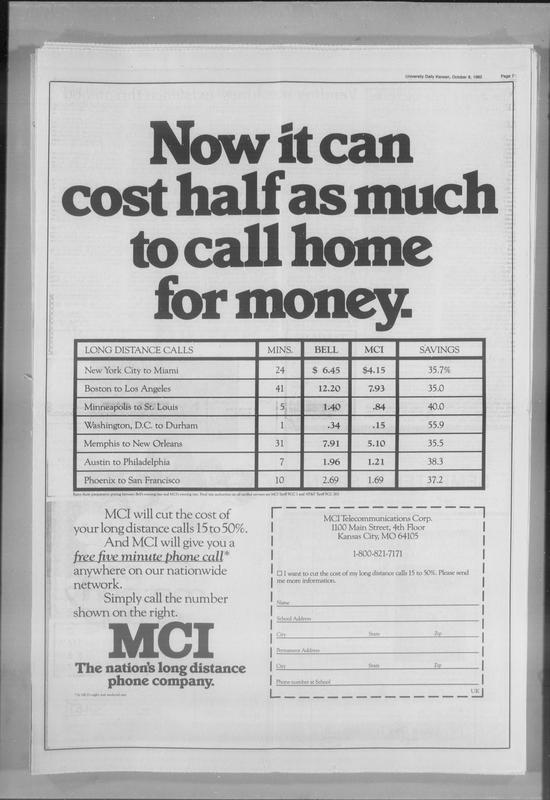 University Daily Kansan, October 8, 1982 Page 7
Now it can
cost half as much
to call home
for money.
LONG DISTANCE CALLS MINS. BELL MCI SAVINGS
New York City to Miami 24 $ 6.45 $4.15 35.7%
Boston to Los Angeles 41 12.20 7.93 35.0
Minneapolis to St. Louis 5 1.40 .84 40.0
Washington, D.C. to Durham 1 .34 .15 55.9
Memphis to New Orleans 31 7.91 5.10 35.5
Austin to Philadelphia 7 1.96 1.21 38.3
Phoenix to San Francisco 10 2.69 1.69 37.2
MCI will cut the cost of
your long distance calls 15 to 50%.
And MCI will give you a
free five minute phone call*
anywhere on our nationwide
network.
Simply call the number
shown on the right.
MCI
The nation's long distance
phone company.
MCI Telecommunications Corp.
1100 Main Street, 4th Floor
Kansas City, MO 64105
1-800-821-7171
☐ I want to cut the cost of my long distance calls 15 to 50%. Please send
me more information.
Name
School Address
City State Zip
Permanent Address
City State Zip
Phone number at School
UK